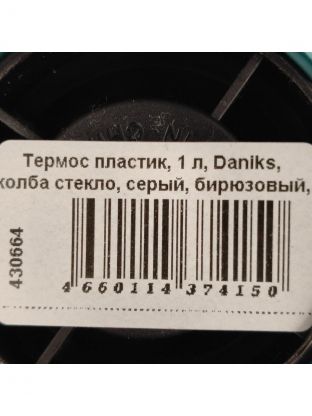 Термос пластик, 1 л, Daniks,
колба стекло, серый, бирюзовый,
430664
4 660114 374150